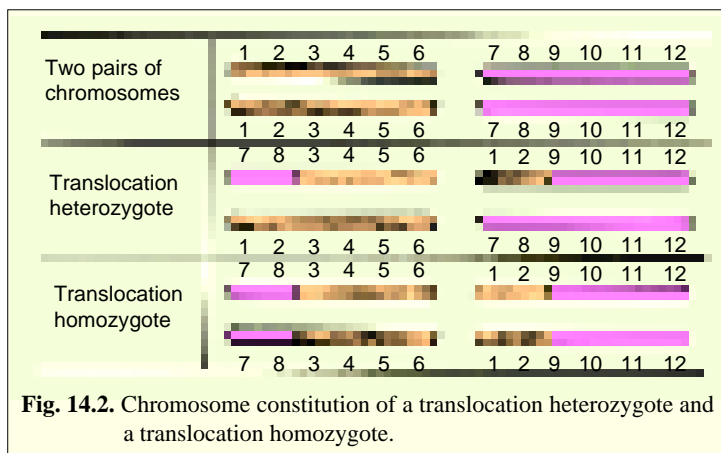 1 2 3 4 5 6 7 8 9 10 11 12
Two pairs of
chromosomes
1 2 3 4 5 6 7 8 9 10 11 12
7 8 3 4 5 6 1 2 9 10 11 12
Translocation
heterozygote
1 2 3 4 5 6 7 8 9 10 11 12
7 8 3 4 5 6 1 2 9 10 11 12
Translocation
homozygote
7 8 3 4 5 6 1 2 9 10 11 12
Fig. 14.2. Chromosome constitution of a translocation heterozygote and
a translocation homozygote.